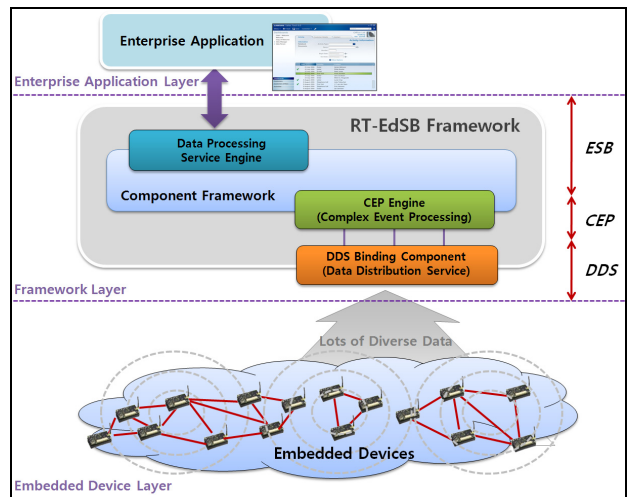 Enterprise Application
Enterprise Application Layer
RT-EdSB Framework
Data Processing
Service Engine
Component Framework
CEP Engine
(Complex Event Processing)
DDS Binding Component
(Data Distribution Service)
ESB
CEP
DDS
Framework Layer
Lots of Diverse Data
Embedded Devices
Embedded Device Layer